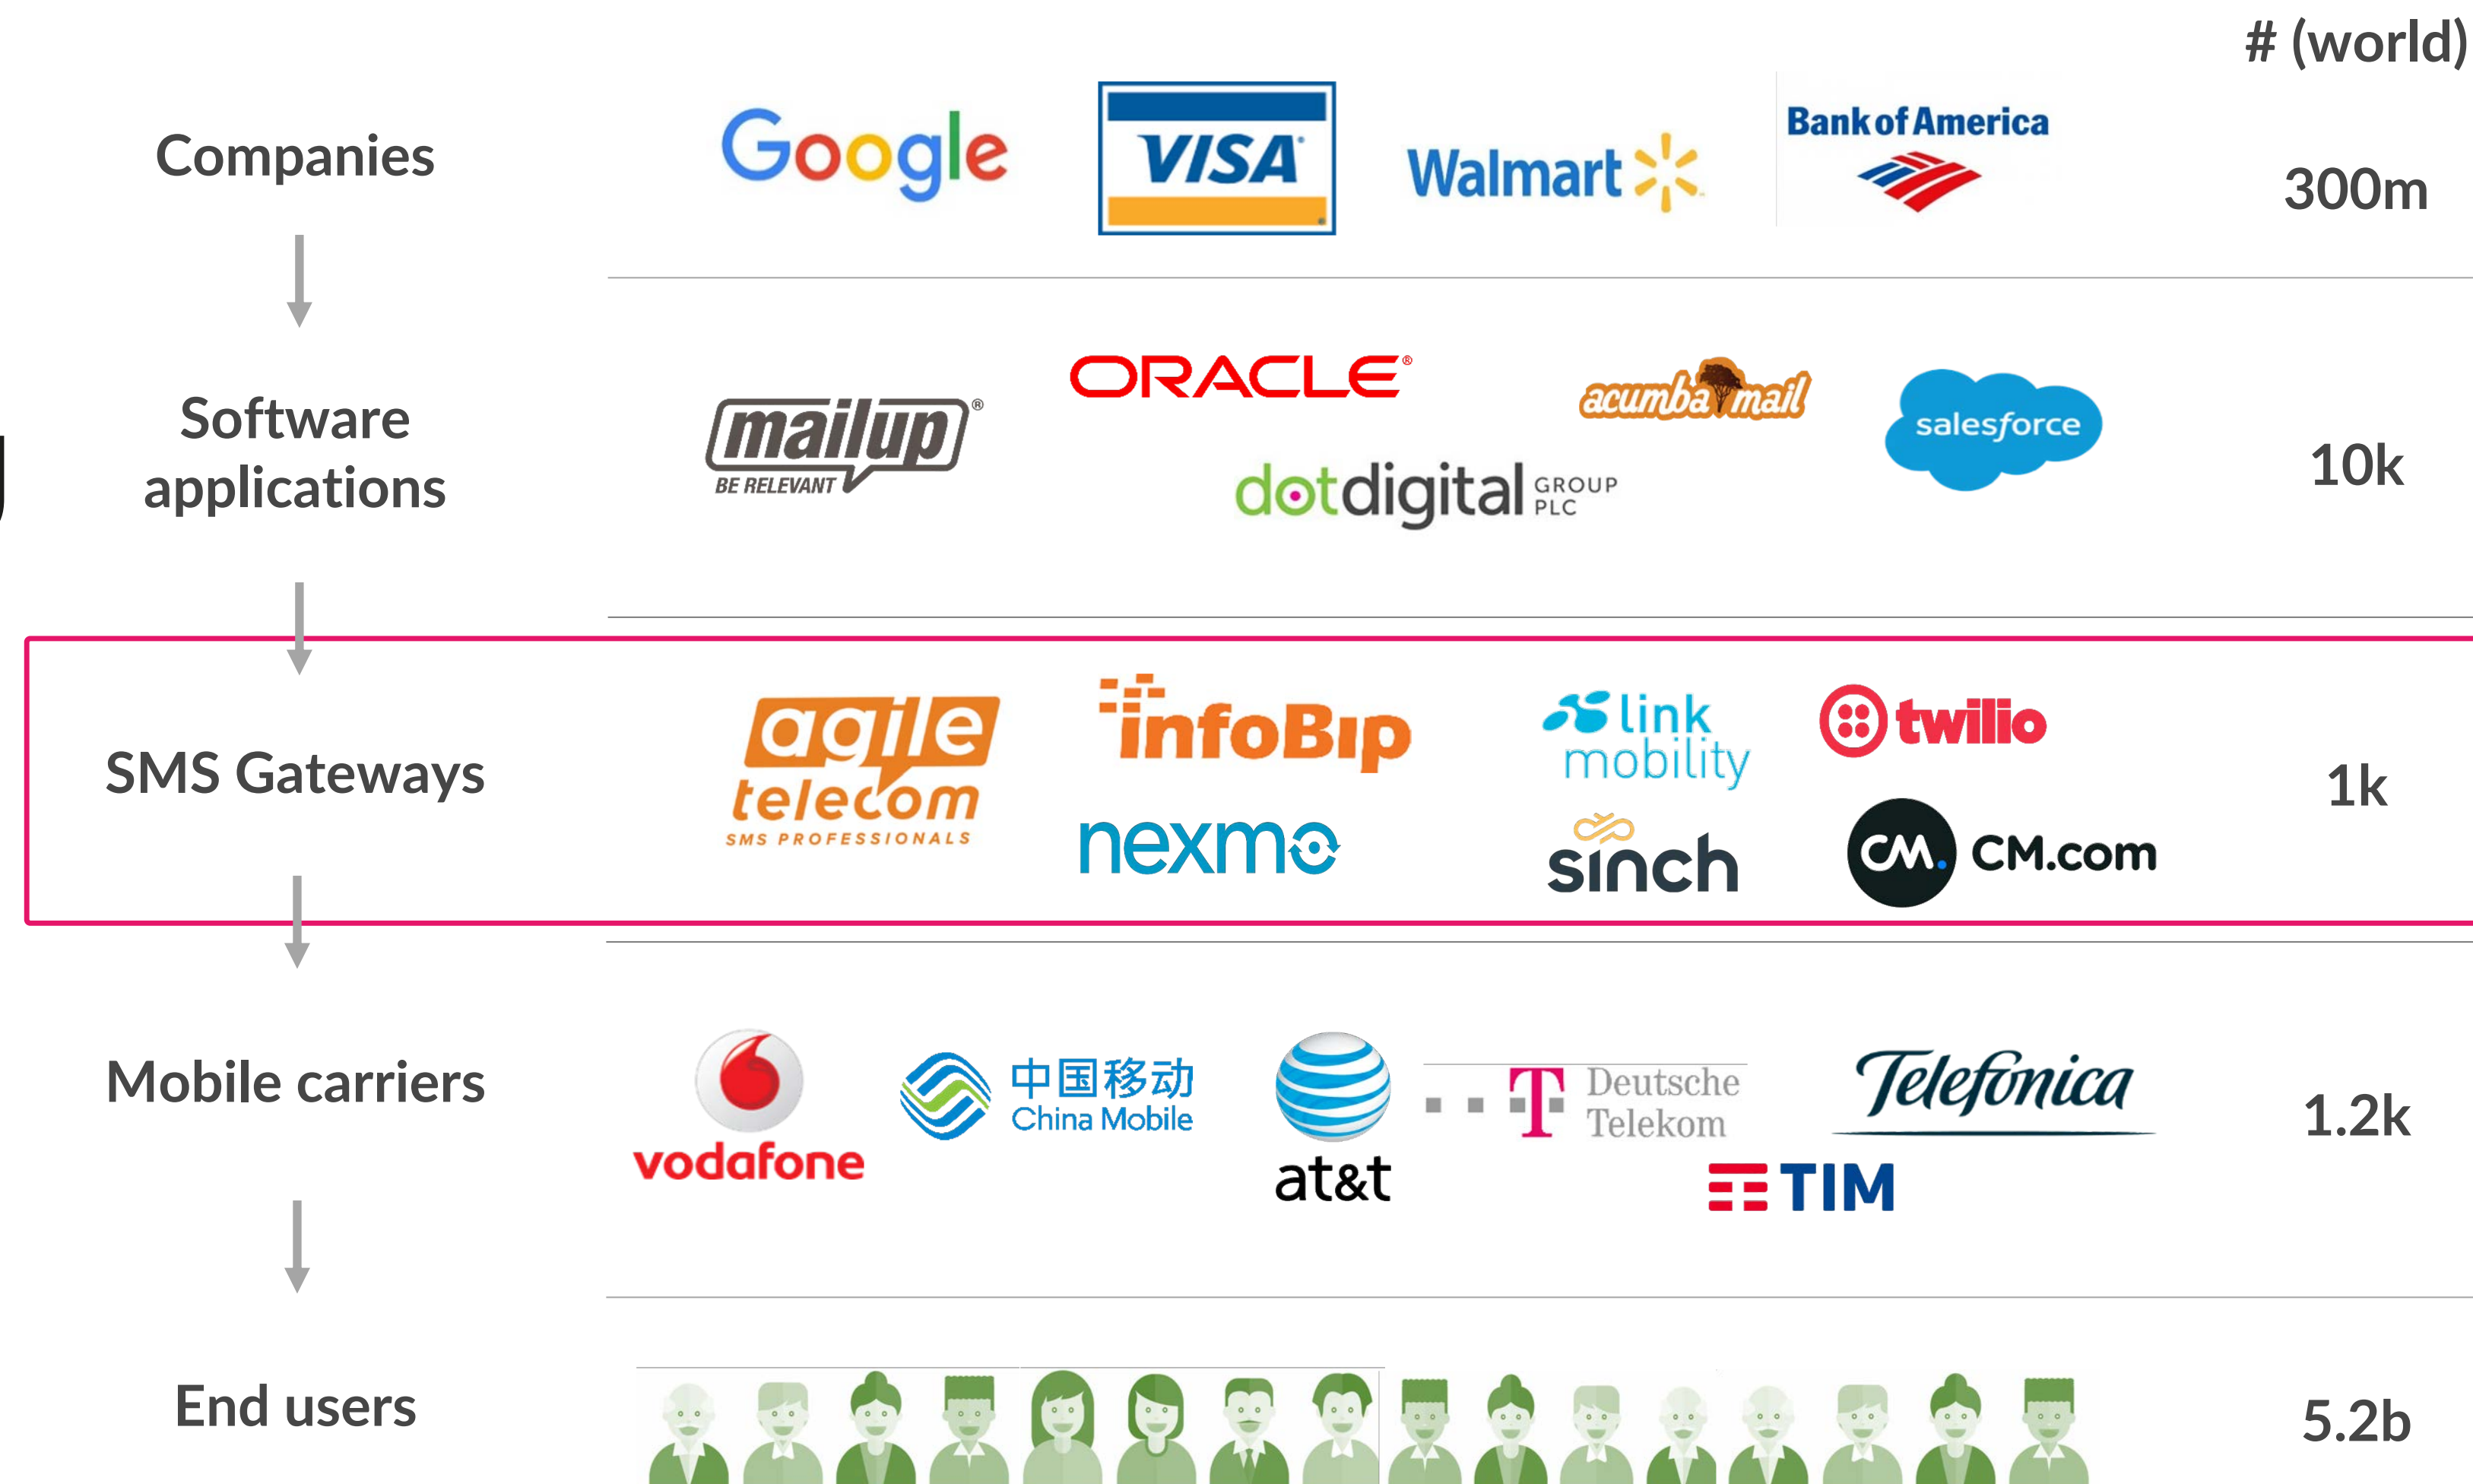 # (world)
Companies
Google
VISA
Walmart
Bank of America
300m
Software
applications
mailup®
BE RELEVANT
ORACLE®
acumbamail
dotdigital GROUP PLC
salesforce
10k
SMS Gateways
agile
telecom
SMS PROFESSIONALS
infoBip
nexmo
link
mobility
sinch
twilio
CM. CM.com
1k
Mobile carriers
vodafone
中国移动
China Mobile
at&t
T Deutsche
Telekom
Telefónica
TIM
1.2k
End users
5.2b